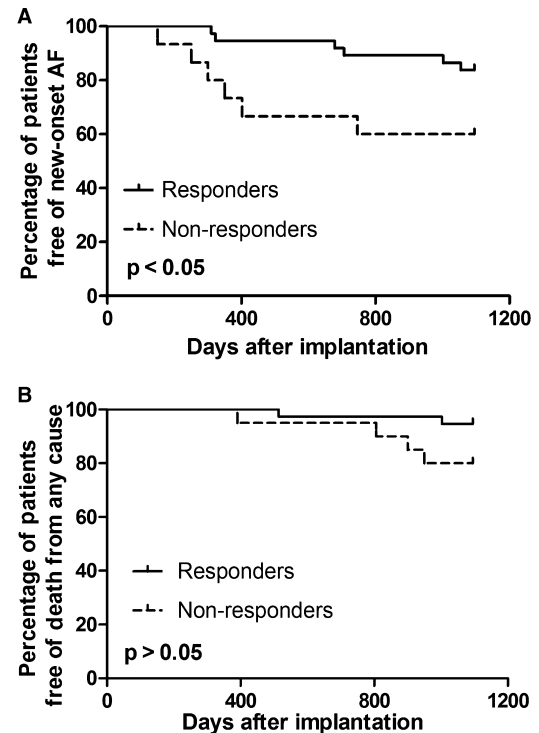 A
Percentage of patients
free of new-onset AF
100
80
60
40
20
0
Responders
Non-responders
p < 0.05
0
400
800
1200
Days after implantation
B
Percentage of patients
free of death from any cause
100
80
60
40
20
0
Responders
Non-responders
p > 0.05
0
400
800
1200
Days after implantation